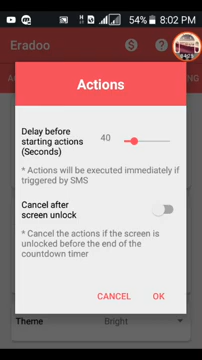 54% 8:02 PM
Eradoo
Actions
Delay before
starting actions
(Seconds)
40
* Actions will be executed immediately if
triggered by SMS
Cancel after
screen unlock
* Cancel the actions if the screen is
unlocked before the end of the
countdown timer
CANCEL OK
Theme Bright